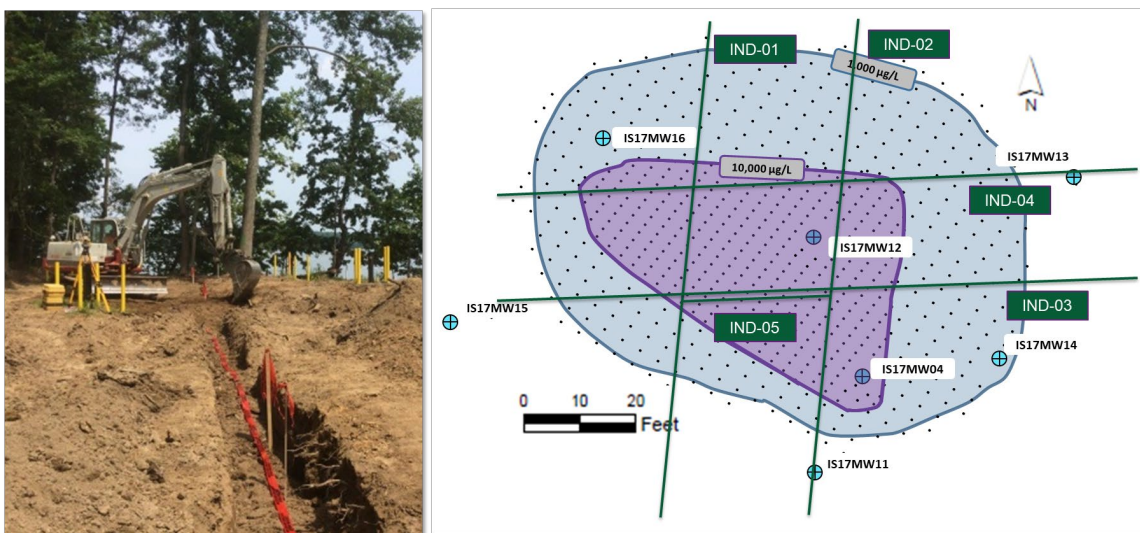 IND-01
IND-02
1,000 µg/L
N
IS17MW16
IS17MW13
10,000 µg/L
IND-04
IS17MW12
IS17MW15
IND-03
IND-05
IS17MW14
IS17MW04
0 10 20
Feet
IS17MW11